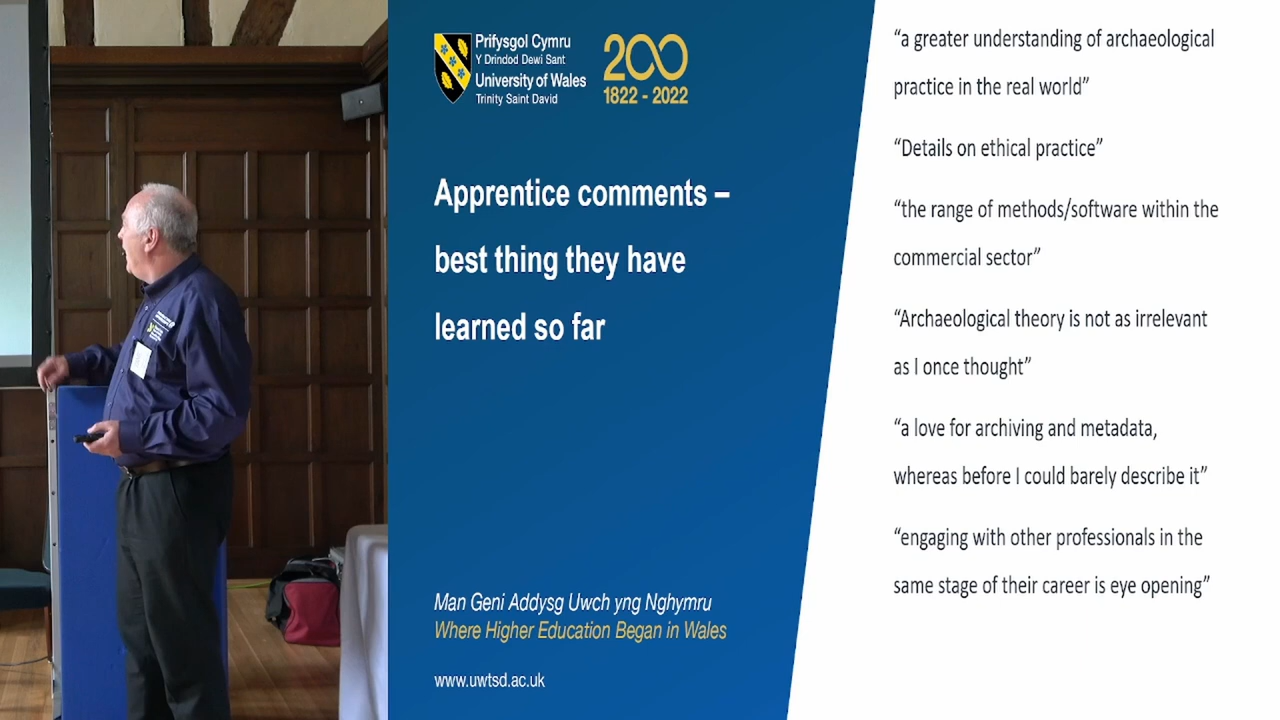 Prifysgol Cymru
Y Drindod Dewi Sant
University of Wales
Trinity Saint David
200
1822 - 2022
Apprentice comments –
best thing they have
learned so far
Man Geni Addysg Uwch yng Nghymru
Where Higher Education Began in Wales
www.uwtsd.ac.uk
“a greater understanding of archaeological
practice in the real world”
“Details on ethical practice”
“the range of methods/software within the
commercial sector”
“Archaeological theory is not as irrelevant
as I once thought”
“a love for archiving and metadata,
whereas before I could barely describe it”
“engaging with other professionals in the
same stage of their career is eye opening”